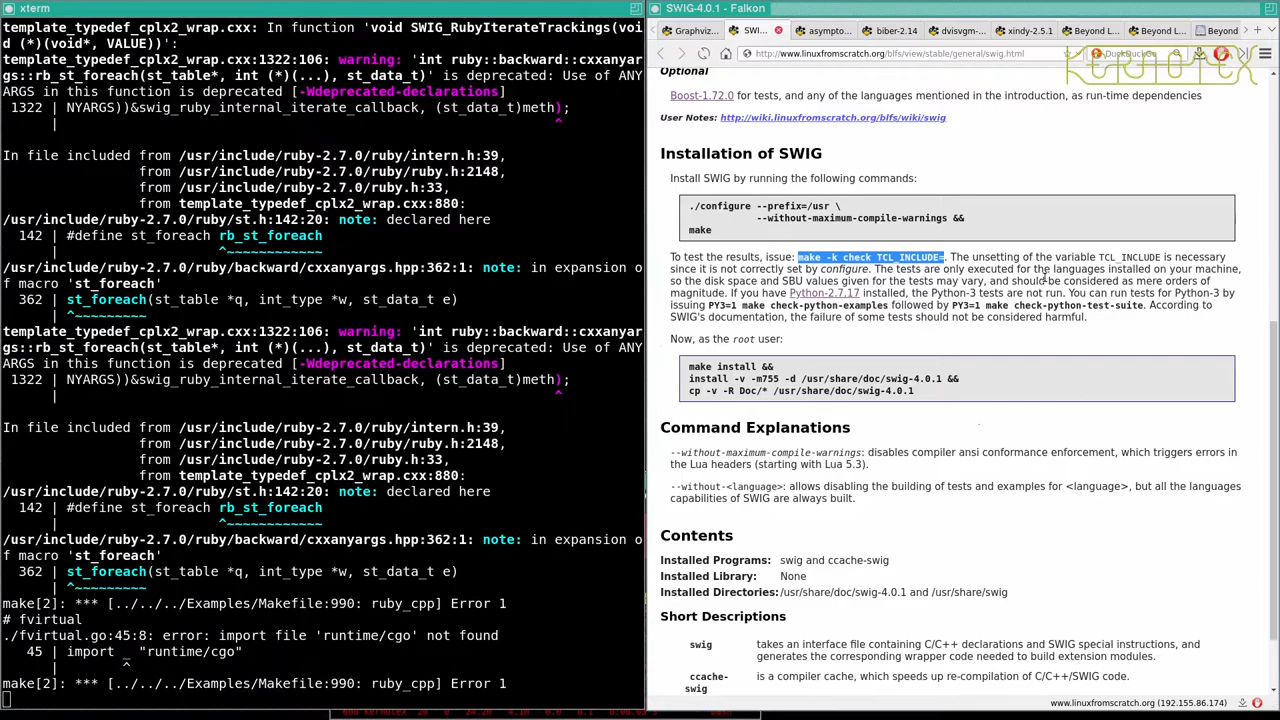 xterm
template_typedef_cplx2_wrap.cxx: In function 'void SWIG_RubyIterateTrackings(voi
d (*)(void*, VALUE))':
template_typedef_cplx2_wrap.cxx:1322:106: warning: 'int ruby::backward::cxxanyar
gs::rb_st_foreach(st_table*, int (*)(...), st_data_t)' is deprecated: Use of ANY
ARGS in this function is deprecated [-Wdeprecated-declarations]
1322 | NYARGS))&swig_ruby_internal_iterate_callback, (st_data_t)meth);
| ^
In file included from /usr/include/ruby-2.7.0/ruby/intern.h:39,
from /usr/include/ruby-2.7.0/ruby/ruby.h:2148,
from /usr/include/ruby-2.7.0/ruby.h:33,
from template_typedef_cplx2_wrap.cxx:880:
/usr/include/ruby-2.7.0/ruby/st.h:142:20: note: declared here
142 | #define st_foreach rb_st_foreach
| ^~~~~~~~~~~~~
/usr/include/ruby-2.7.0/ruby/backward/cxxanyargs.hpp:362:1: note: in expansion o
f macro 'st_foreach'
362 | st_foreach(st_table *q, int_type *w, st_data_t e)
| ^~~~~~~~~~
template_typedef_cplx2_wrap.cxx:1322:106: warning: 'int ruby::backward::cxxanyar
gs::rb_st_foreach(st_table*, int (*)(...), st_data_t)' is deprecated: Use of ANY
ARGS in this function is deprecated [-Wdeprecated-declarations]
1322 | NYARGS))&swig_ruby_internal_iterate_callback, (st_data_t)meth);
| ^
In file included from /usr/include/ruby-2.7.0/ruby/intern.h:39,
from /usr/include/ruby-2.7.0/ruby/ruby.h:2148,
from /usr/include/ruby-2.7.0/ruby.h:33,
from template_typedef_cplx2_wrap.cxx:880:
/usr/include/ruby-2.7.0/ruby/st.h:142:20: note: declared here
142 | #define st_foreach rb_st_foreach
| ^~~~~~~~~~~~~
/usr/include/ruby-2.7.0/ruby/backward/cxxanyargs.hpp:362:1: note: in expansion o
f macro 'st_foreach'
362 | st_foreach(st_table *q, int_type *w, st_data_t e)
| ^~~~~~~~~~
make[2]: *** [../../../Examples/Makefile:990: ruby_cpp] Error 1
# fvirtual
./fvirtual.go:45:8: error: import file 'runtime/cgo' not found
45 | import _ "runtime/cgo"
| ^
make[2]: *** [../../../Examples/Makefile:990: ruby_cpp] Error 1
SWIG-4.0.1 - Falkon
Graphviz... SWI... asympto... biber-2.14 dvisvgm-... xindy-2.5.1 Beyond L... Beyond L... Beyond
http://www.linuxfromscratch.org/blfs/view/stable/general/swig.html DuckDuckGo
KERNOTEX
Optional
Boost-1.72.0 for tests, and any of the languages mentioned in the introduction, as run-time dependencies
User Notes: http://wiki.linuxfromscratch.org/blfs/wiki/swig
Installation of SWIG
Install SWIG by running the following commands:
./configure --prefix=/usr \
--without-maximum-compile-warnings &&
make
To test the results, issue: make -k check TCL_INCLUDE=. The unsetting of the variable TCL_INCLUDE is necessary
since it is not correctly set by configure. The tests are only executed for the languages installed on your machine,
so the disk space and SBU values given for the tests may vary, and should be considered as mere orders of
magnitude. If you have Python-2.7.17 installed, the Python-3 tests are not run. You can run tests for Python-3 by
issuing PY3=1 make check-python-examples followed by PY3=1 make check-python-test-suite. According to
SWIG's documentation, the failure of some tests should not be considered harmful.
Now, as the root user:
make install &&
install -v -m755 -d /usr/share/doc/swig-4.0.1 &&
cp -v -R Doc/* /usr/share/doc/swig-4.0.1
Command Explanations
--without-maximum-compile-warnings: disables compiler ansi conformance enforcement, which triggers errors in
the Lua headers (starting with Lua 5.3).
--without-<language>: allows disabling the building of tests and examples for <language>, but all the languages
capabilities of SWIG are always built.
Contents
Installed Programs: swig and ccache-swig
Installed Library: None
Installed Directories: /usr/share/doc/swig-4.0.1 and /usr/share/swig
Short Descriptions
swig takes an interface file containing C/C++ declarations and SWIG special instructions, and
generates the corresponding wrapper code needed to build extension modules.
ccache- is a compiler cache, which speeds up re-compilation of C/C++/SWIG code.
swig
www.linuxfromscratch.org (192.155.86.174)